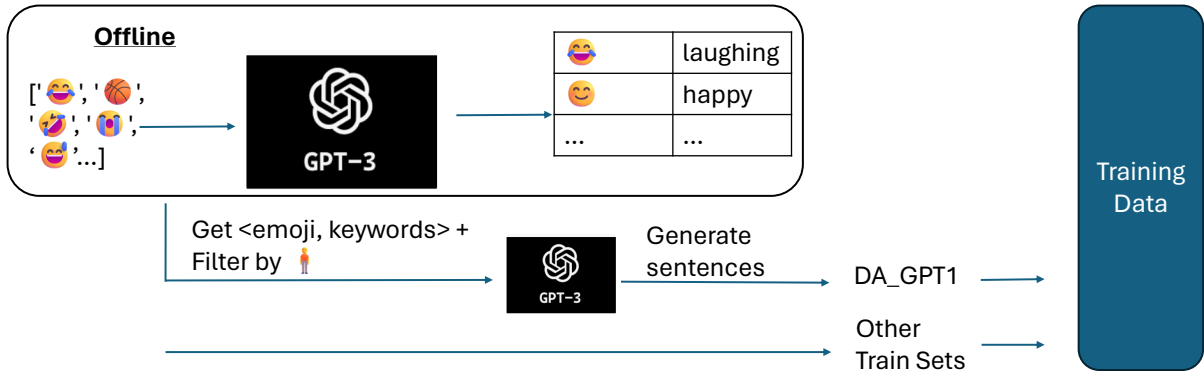 Offline
['😂', '🏀',
'🤣', '😭',
‘😅’...]
GPT-3
😂 laughing
😊 happy
... ...
Get <emoji, keywords> +
Filter by 🧍
GPT-3
Generate
sentences
DA_GPT1
Other
Train Sets
Training
Data